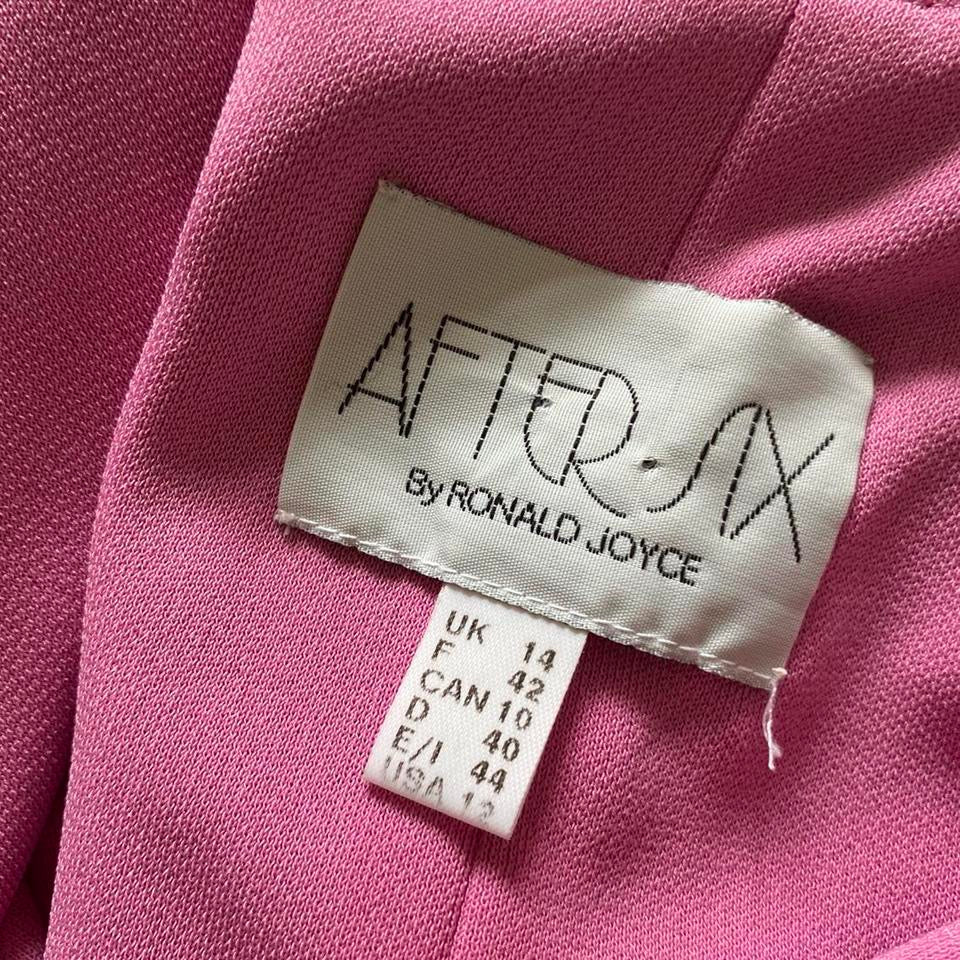 AFTER SIX
By RONALD JOYCE
UK 14
F 42
CAN 10
D 40
E/I 44
USA 12